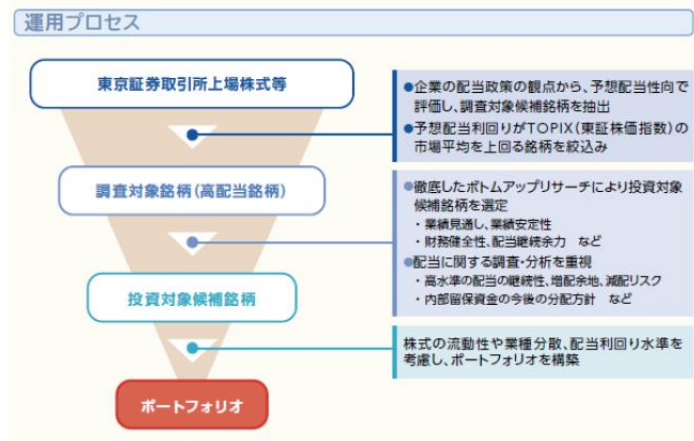 運用プロセス
東京証券取引所上場株式等
●企業の配当政策の観点から、予想配当性向で
評価し、調査対象候補銘柄を抽出
●予想配当利回りがTOPIX(東証株価指数)の
市場平均を上回る銘柄を絞込み
調査対象銘柄(高配当銘柄)
●徹底したボトムアップリサーチにより投資対象
候補銘柄を選定
・業績見通し、業績安定性
・財務健全性、配当継続余力 など
●配当に関する調査・分析を重視
・高水準の配当の継続性、増配余地、減配リスク
・内部留保資金の今後の分配方針 など
投資対象候補銘柄
株式の流動性や業種分散、配当利回り水準を
考慮し、ポートフォリオを構築
ポートフォリオ